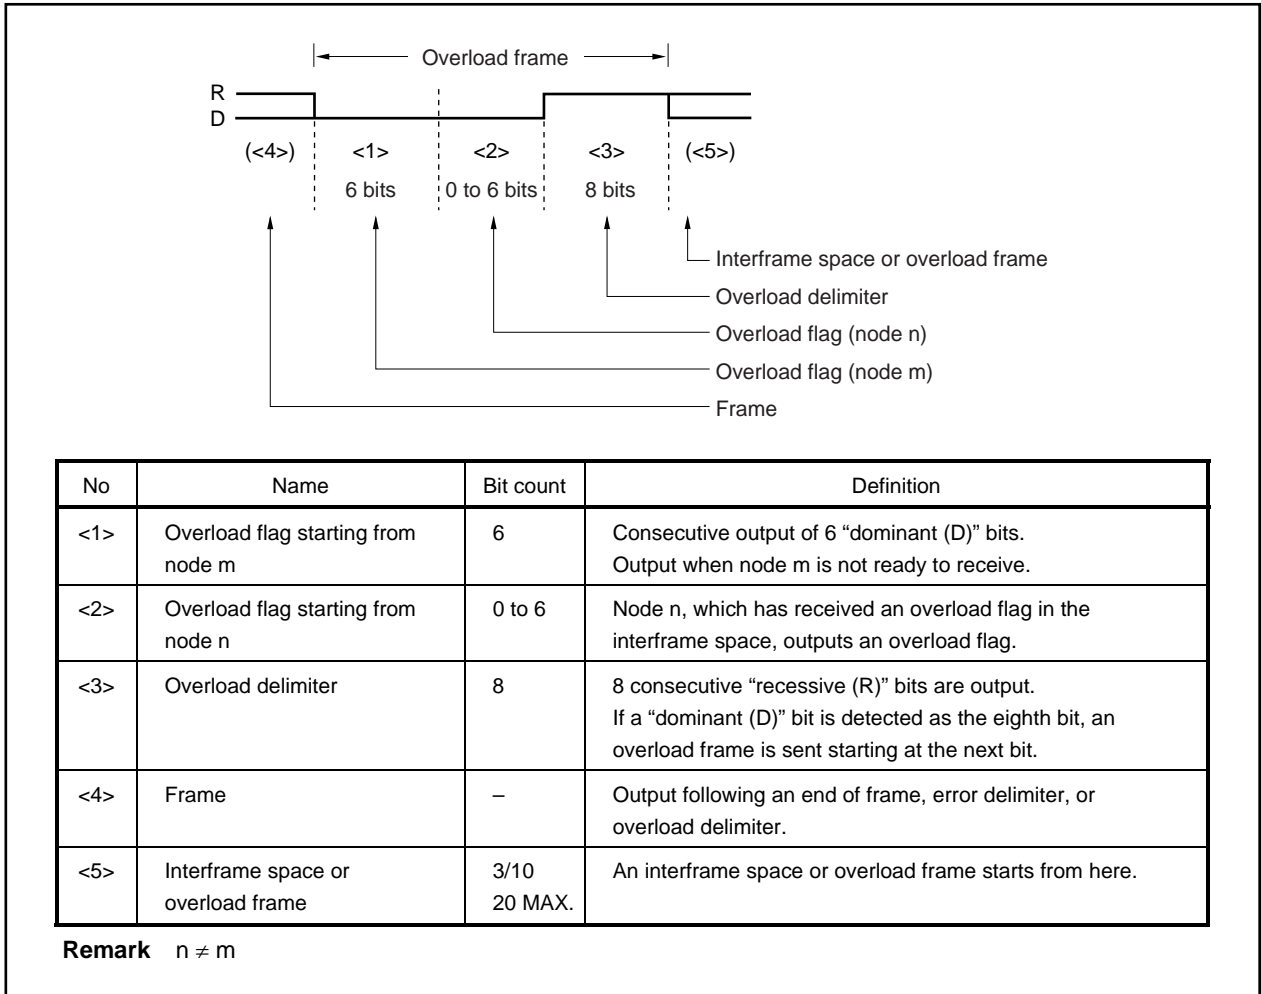 Overload frame
R
D
(<4>) <1> <2> <3> (<5>)
6 bits 0 to 6 bits 8 bits
Interframe space or overload frame
Overload delimiter
Overload flag (node n)
Overload flag (node m)
Frame
No Name Bit count Definition
<1> Overload flag starting from node m 6 Consecutive output of 6 “dominant (D)” bits.
Output when node m is not ready to receive.
<2> Overload flag starting from node n 0 to 6 Node n, which has received an overload flag in the
interframe space, outputs an overload flag.
<3> Overload delimiter 8 8 consecutive “recessive (R)” bits are output.
If a “dominant (D)” bit is detected as the eighth bit, an
overload frame is sent starting at the next bit.
<4> Frame – Output following an end of frame, error delimiter, or
overload delimiter.
<5> Interframe space or overload frame 3/10 20 MAX. An interframe space or overload frame starts from here.
Remark n ≠ m